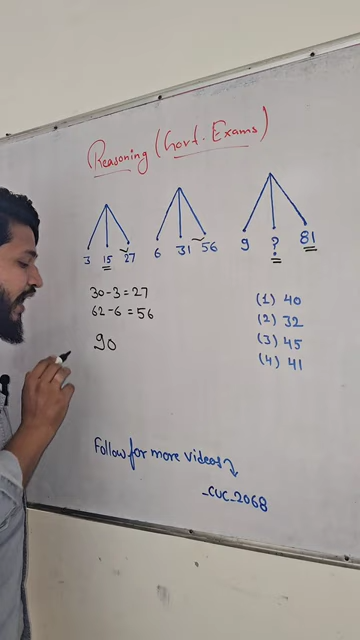 Reasoning (Govt. Exams)
3 15 27 6 31 56 9 ? 81
30-3=27
62-6=56
90
(1) 40
(2) 32
(3) 45
(4) 41
Follow for more videos
_CUC_2068